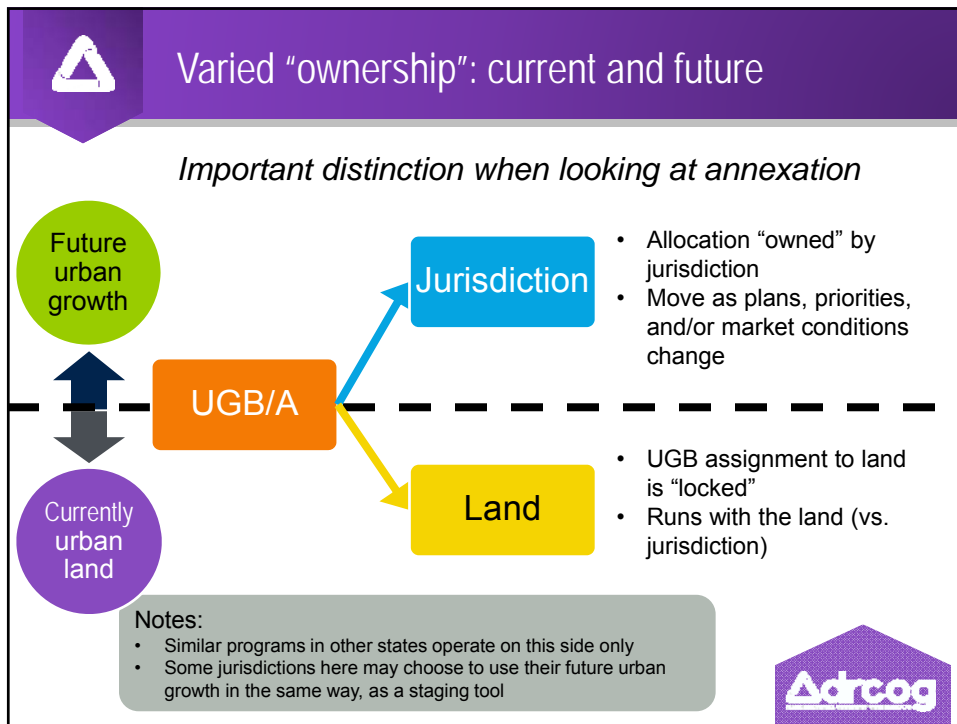 Varied “ownership”: current and future
Important distinction when looking at annexation
Future
urban
growth
Jurisdiction
• Allocation “owned” by
jurisdiction
• Move as plans, priorities,
and/or market conditions
change
UGB/A
Currently
urban
land
Land
• UGB assignment to land
is “locked”
• Runs with the land (vs.
jurisdiction)
Notes:
• Similar programs in other states operate on this side only
• Some jurisdictions here may choose to use their future urban
growth in the same way, as a staging tool
drcog